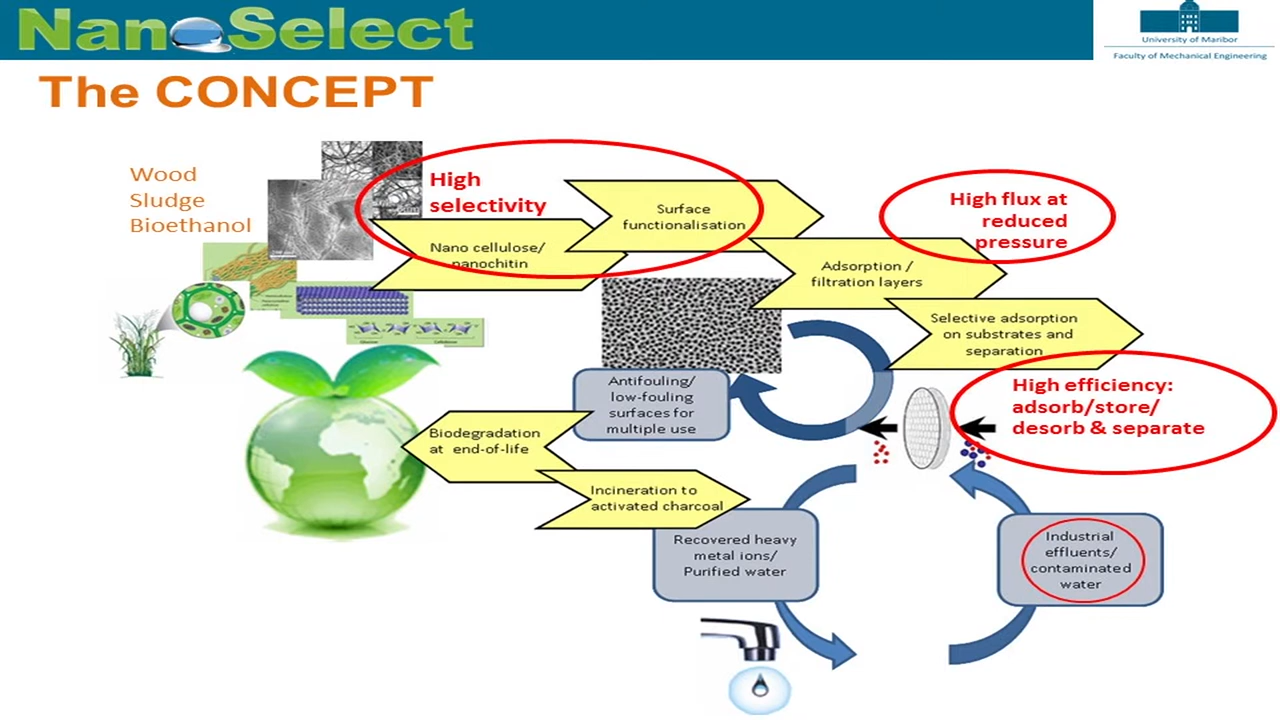 NanoSelect
University of Maribor
Faculty of Mechanical Engineering
The CONCEPT
Wood
Sludge
Bioethanol
High
selectivity
Surface
functionalisation
Nano cellulose/
nanochitin
High flux at
reduced
pressure
Adsorption /
filtration layers
Selective adsorption
on substrates and
separation
High efficiency:
adsorb/store/
desorb & separate
Antifouling/
low-fouling
surfaces for
multiple use
Biodegradation
at end-of-life
Incineration to
activated charcoal
Recovered heavy
metal ions/
Purified water
Industrial
effluents/
contaminated
water